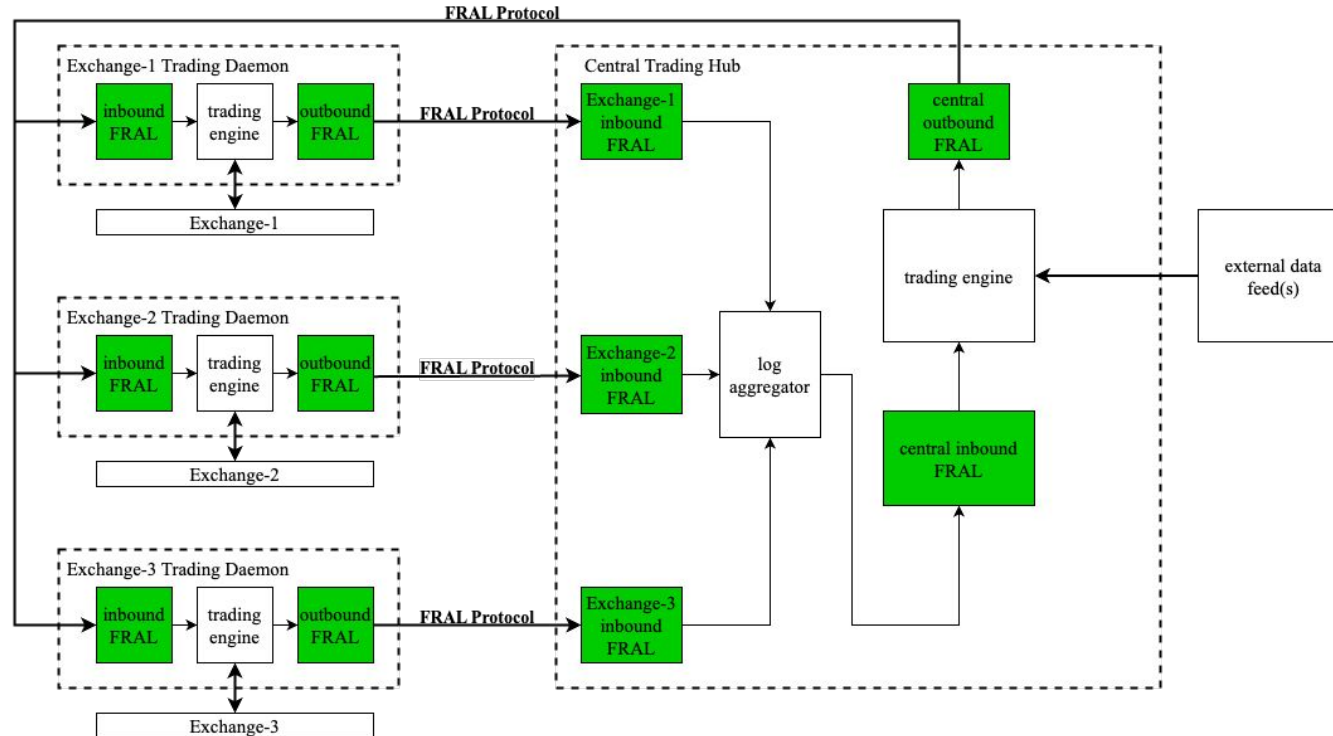 FRAL Protocol
Exchange-1 Trading Daemon
inbound
FRAL
trading
engine
outbound
FRAL
Exchange-1
FRAL Protocol
Central Trading Hub
Exchange-1
inbound
FRAL
central
outbound
FRAL
trading engine
external data
feed(s)
Exchange-2 Trading Daemon
inbound
FRAL
trading
engine
outbound
FRAL
Exchange-2
FRAL Protocol
Exchange-2
inbound
FRAL
log
aggregator
central inbound
FRAL
Exchange-3 Trading Daemon
inbound
FRAL
trading
engine
outbound
FRAL
Exchange-3
FRAL Protocol
Exchange-3
inbound
FRAL